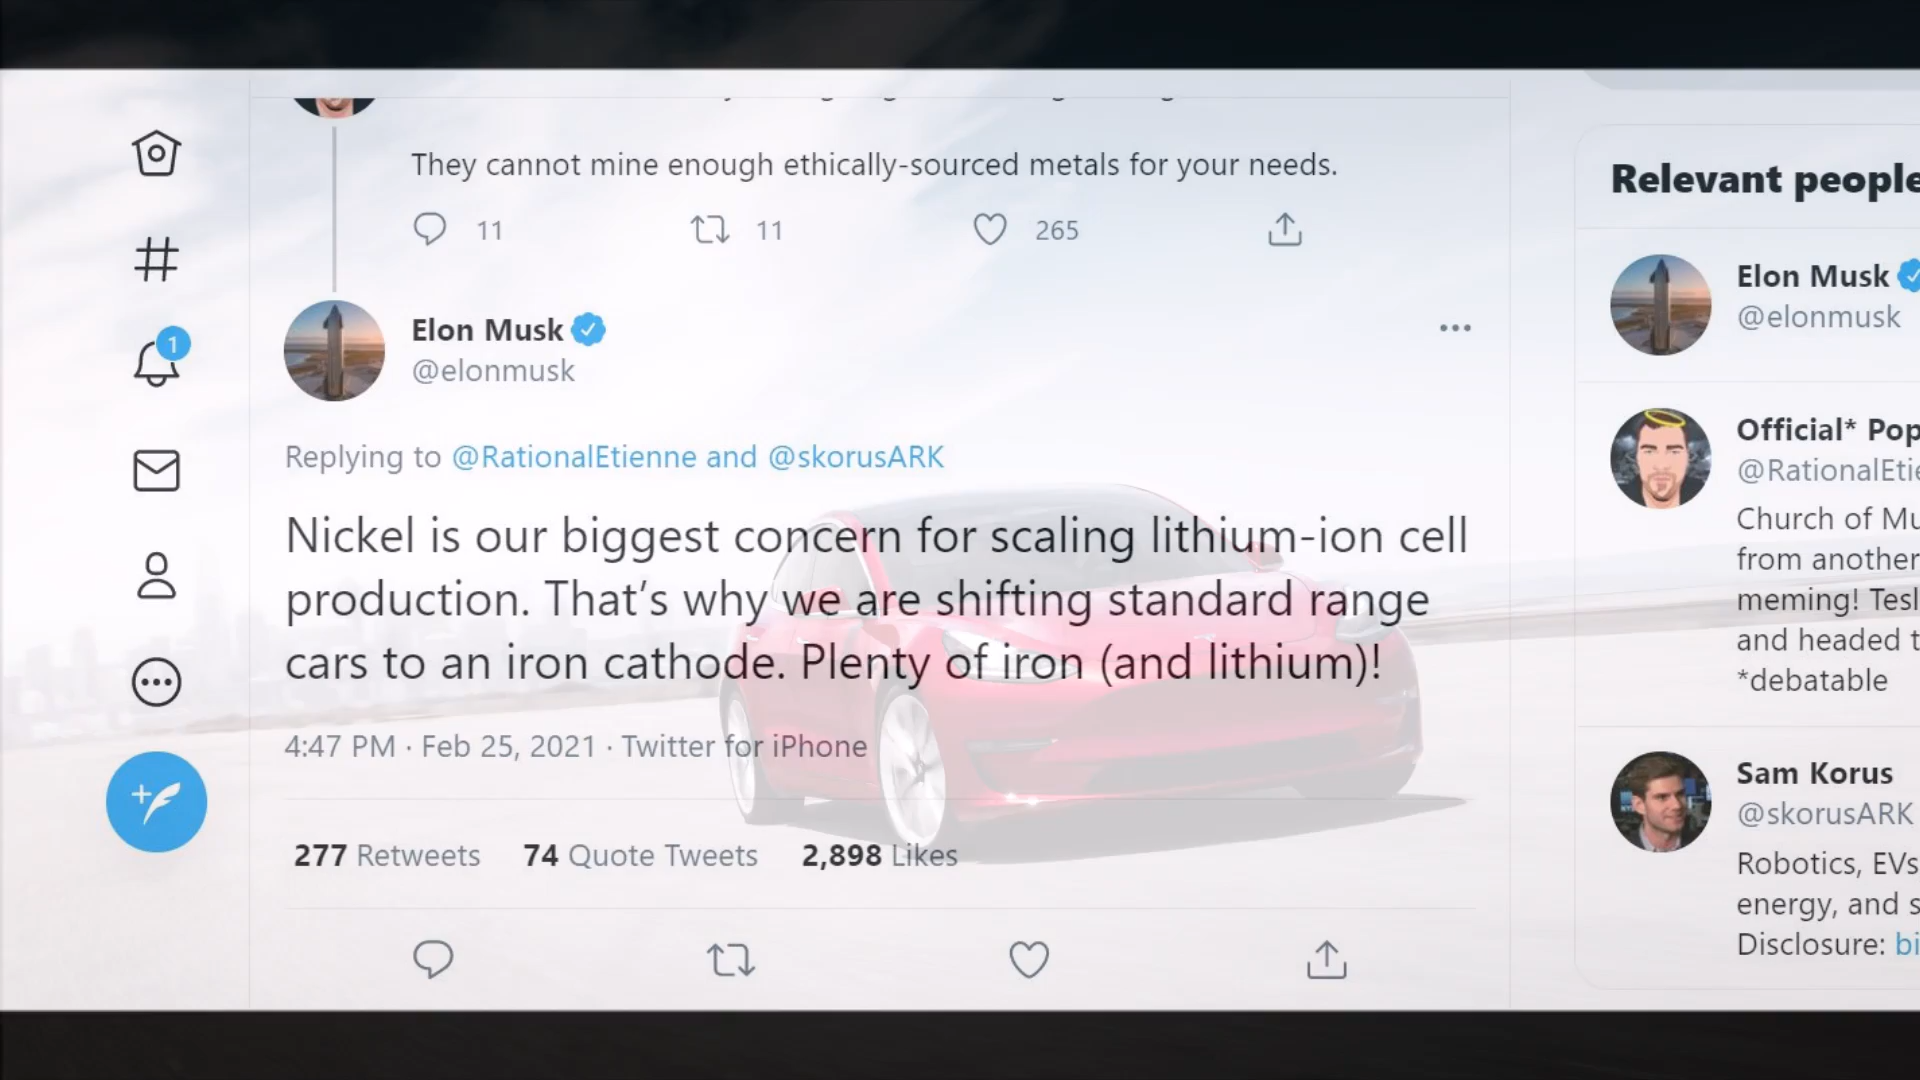 They cannot mine enough ethically-sourced metals for your needs.
11
11
265
Elon Musk
@elonmusk
Replying to @RationalEtienne and @skorusARK
Nickel is our biggest concern for scaling lithium-ion cell
production. That’s why we are shifting standard range
cars to an iron cathode. Plenty of iron (and lithium)!
4:47 PM · Feb 25, 2021 · Twitter for iPhone
277 Retweets 74 Quote Tweets 2,898 Likes
1
Relevant people
Elon Musk
@elonmusk
Official* Pop
@RationalEtie
Church of Mu
from another
meming! Tesl
and headed t
*debatable
Sam Korus
@skorusARK
Robotics, EVs
energy, and s
Disclosure: bi